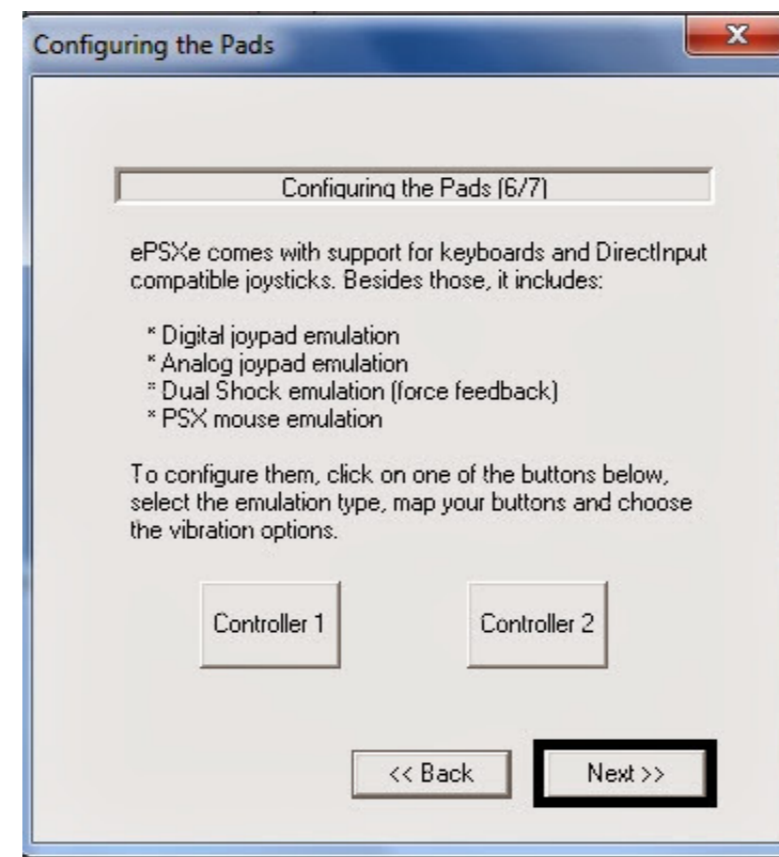 Configuring the Pads
X
Configuring the Pads (6/7)
ePSXe comes with support for keyboards and DirectInput
compatible joysticks. Besides those, it includes:
* Digital joypad emulation
* Analog joypad emulation
* Dual Shock emulation (force feedback)
* PSX mouse emulation
To configure them, click on one of the buttons below,
select the emulation type, map your buttons and choose
the vibration options.
Controller 1
Controller 2
<< Back
Next >>